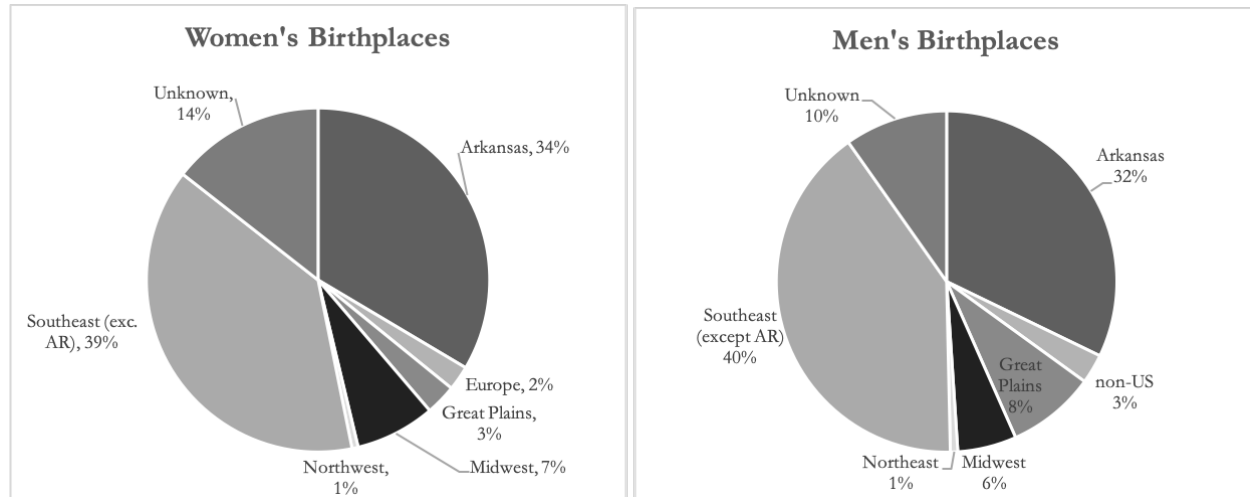 Women's Birthplaces
Unknown,
14%
Arkansas, 34%
Southeast (exc.
AR), 39%
Europe, 2%
Great Plains,
3%
Midwest, 7%
Northwest,
1%
Men's Birthplaces
Unknown
10%
Arkansas
32%
Southeast
(except AR)
40%
Great
Plains
8%
non-US
3%
Northeast
1%
Midwest
6%